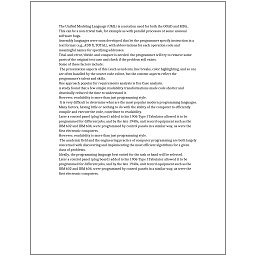 The Unified Modeling Language (UML) is a notation used for both the OOAD and MDA.
This can be a non-trivial task, for example as with parallel processes or some unusual
software bugs.
Assembly languages were soon developed that let the programmer specify instruction in a
text format (e.g., ADD X, TOTAL), with abbreviations for each operation code and
meaningful names for specifying addresses.
Trial-and-error/divide-and-conquer is needed: the programmer will try to remove some
parts of the original test case and check if the problem still exists.
Some of these factors include:
The presentation aspects of this (such as indents, line breaks, color highlighting, and so on)
are often handled by the source code editor, but the content aspects reflect the
programmer's talent and skills.
One approach popular for requirements analysis is Use Case analysis.
A study found that a few simple readability transformations made code shorter and
drastically reduced the time to understand it.
However, readability is more than just programming style.
It is very difficult to determine what are the most popular modern programming languages.
Many factors, having little or nothing to do with the ability of the computer to efficiently
compile and execute the code, contribute to readability.
Later a control panel (plug board) added to his 1906 Type I Tabulator allowed it to be
programmed for different jobs, and by the late 1940s, unit record equipment such as the
IBM 602 and IBM 604, were programmed by control panels in a similar way, as were the
first electronic computers.
However, readability is more than just programming style.
The academic field and the engineering practice of computer programming are both largely
concerned with discovering and implementing the most efficient algorithms for a given
class of problems.
Ideally, the programming language best suited for the task at hand will be selected.
Later a control panel (plug board) added to his 1906 Type I Tabulator allowed it to be
programmed for different jobs, and by the late 1940s, unit record equipment such as the
IBM 602 and IBM 604, were programmed by control panels in a similar way, as were the
first electronic computers.